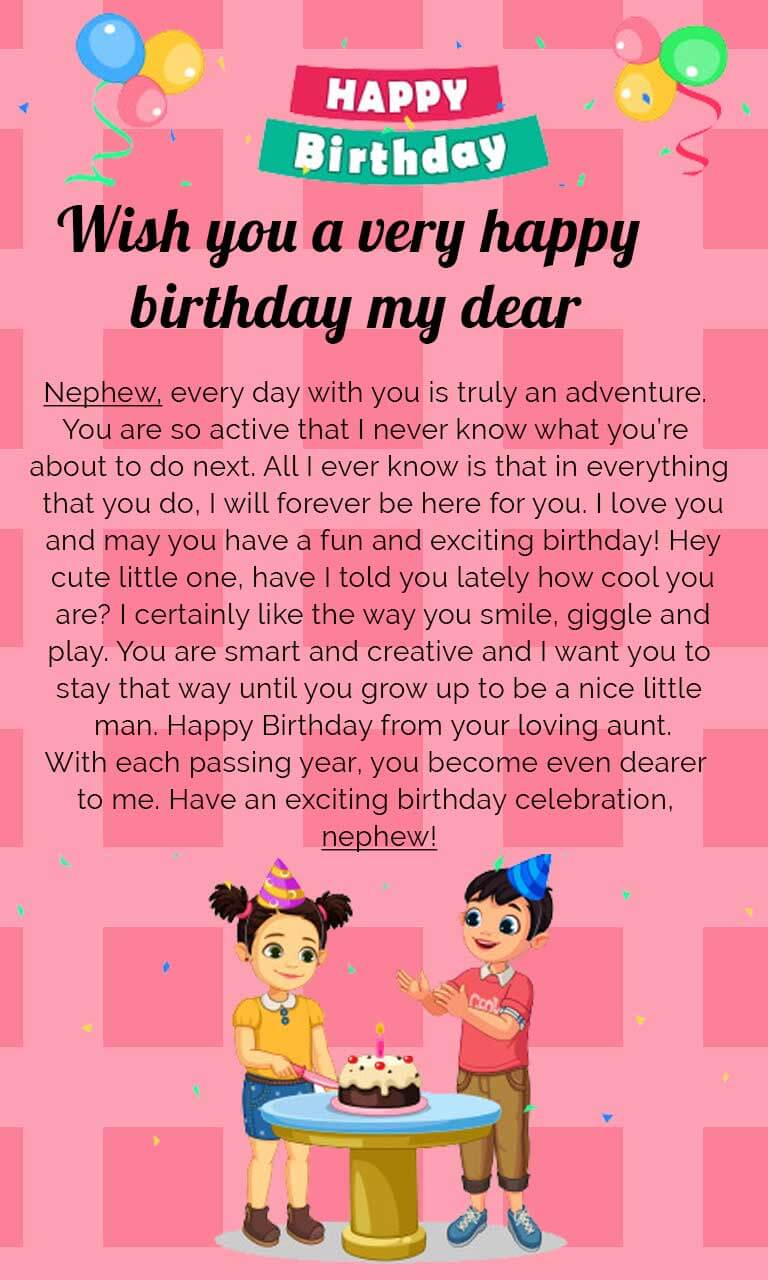 HAPPY
Birthday
Wish you a very happy
birthday my dear
Nephew, every day with you is truly an adventure.
You are so active that I never know what you're
about to do next. All I ever know is that in everything
that you do, I will forever be here for you. I love you
and may you have a fun and exciting birthday! Hey
cute little one, have I told you lately how cool you
are? I certainly like the way you smile, giggle and
play. You are smart and creative and I want you to
stay that way until you grow up to be a nice little
man. Happy Birthday from your loving aunt.
With each passing year, you become even dearer
to me. Have an exciting birthday celebration,
nephew!
COOL